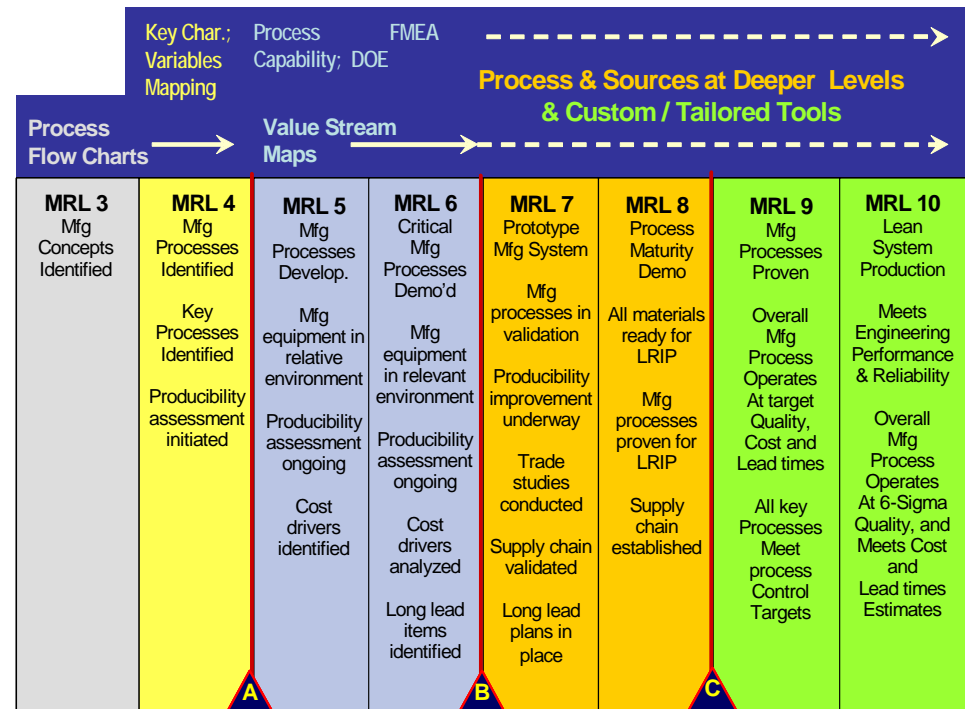 Key Char.;
Variables
Mapping
Process FMEA
Capability; DOE
Process & Sources at Deeper Levels
& Custom / Tailored Tools
Process
Flow Charts
Value Stream
Maps
MRL 3
Mfg
Concepts
Identified
MRL 4
Mfg
Processes
Identified
Key
Processes
Identified
Producibility
assessment
initiated
MRL 5
Mfg
Processes
Develop.
Mfg
equipment in
relative
environment
Producibility
assessment
ongoing
Cost
drivers
identified
MRL 6
Critical
Mfg
Processes
Demo'd
Mfg
equipment
in relevant
environment
Producibility
assessment
ongoing
Cost
drivers
analyzed
Long lead
items
identified
MRL 7
Prototype
Mfg System
Mfg
processes in
validation
Producibility
improvement
underway
Trade
studies
conducted
Supply chain
validated
Long lead
plans in
place
MRL 8
Process
Maturity
Demo
All materials
ready for
LRIP
Mfg
processes
proven for
LRIP
Supply
chain
established
MRL 9
Mfg
Processes
Proven
Overall
Mfg
Process
Operates
At target
Quality,
Cost and
Lead times
All key
Processes
Meet
process
Control
Targets
MRL 10
Lean
System
Production
Meets
Engineering
Performance
& Reliability
Overall
Mfg
Process
Operates
At 6-Sigma
Quality, and
Meets Cost
and
Lead times
Estimates
A
B
C